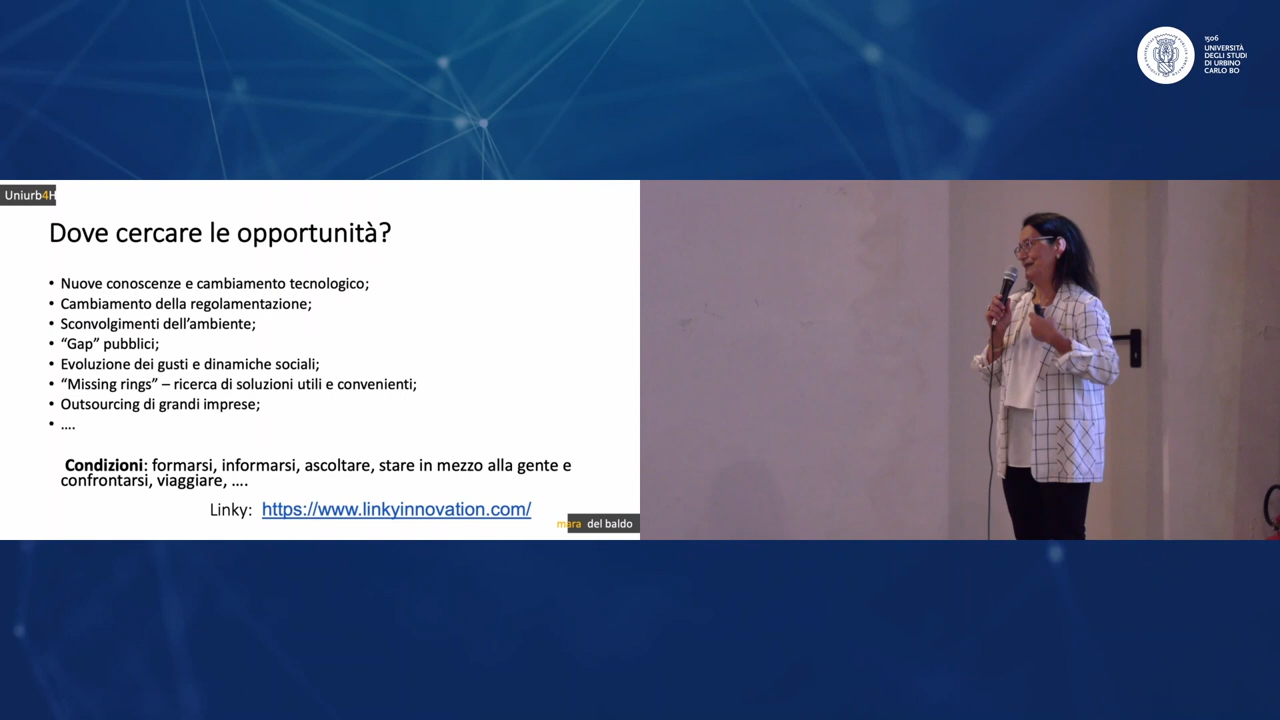 1506
UNIVERSITÀ
DEGLI STUDI
DI URBINO
CARLO BO
Uniurb4H
Dove cercare le opportunità?
• Nuove conoscenze e cambiamento tecnologico;
• Cambiamento della regolamentazione;
• Sconvolgimenti dell’ambiente;
• “Gap” pubblici;
• Evoluzione dei gusti e dinamiche sociali;
• “Missing rings” – ricerca di soluzioni utili e convenienti;
• Outsourcing di grandi imprese;
• ….
Condizioni: formarsi, informarsi, ascoltare, stare in mezzo alla gente e
confrontarsi, viaggiare, ….
Linky: https://www.linkyinnovation.com/
mara del baldo